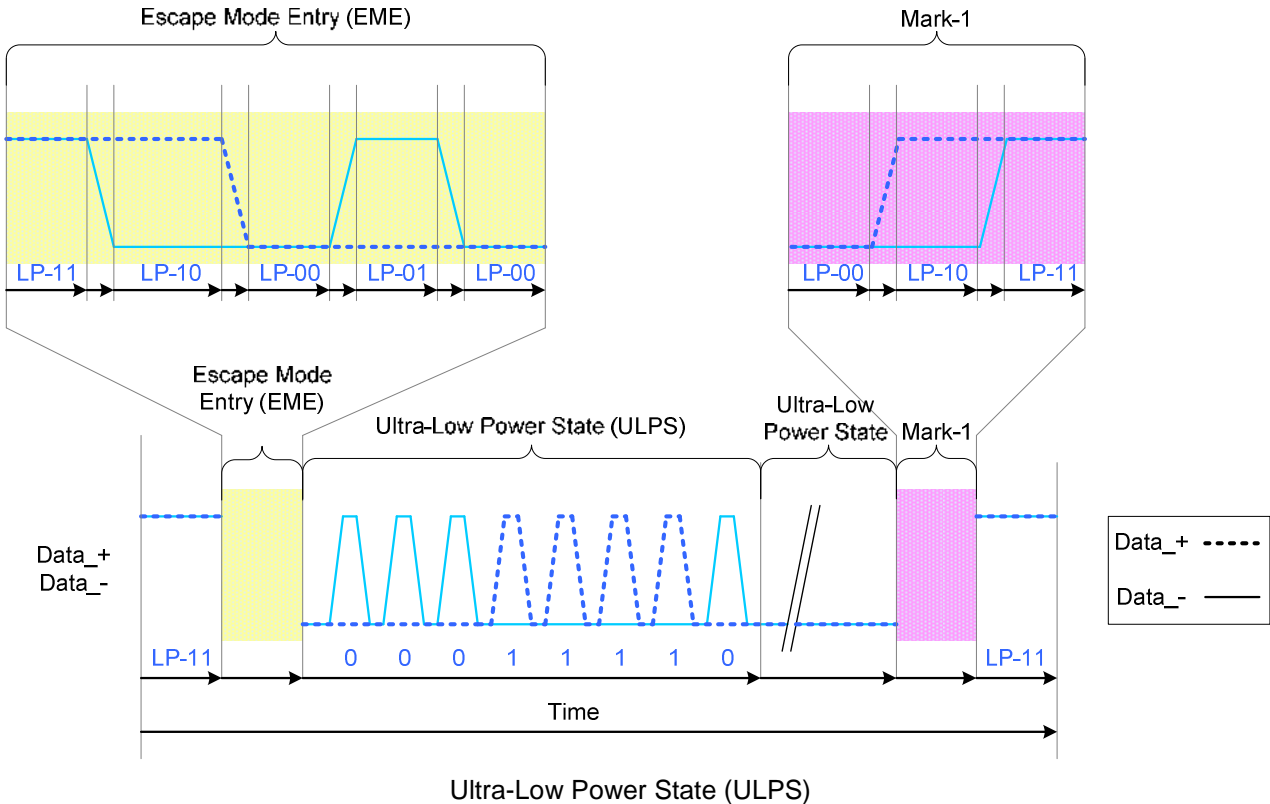 Escape Mode Entry (EME)
Mark-1
LP-11 LP-10 LP-00 LP-01 LP-00
LP-00 LP-10 LP-11
Escape Mode
Entry (EME)
Ultra-Low Power State (ULPS)
Ultra-Low
Power State
Mark-1
Data_+
Data_-
Data_+
Data_-
LP-11 0 0 0 1 1 1 1 0 LP-11
Time
Ultra-Low Power State (ULPS)